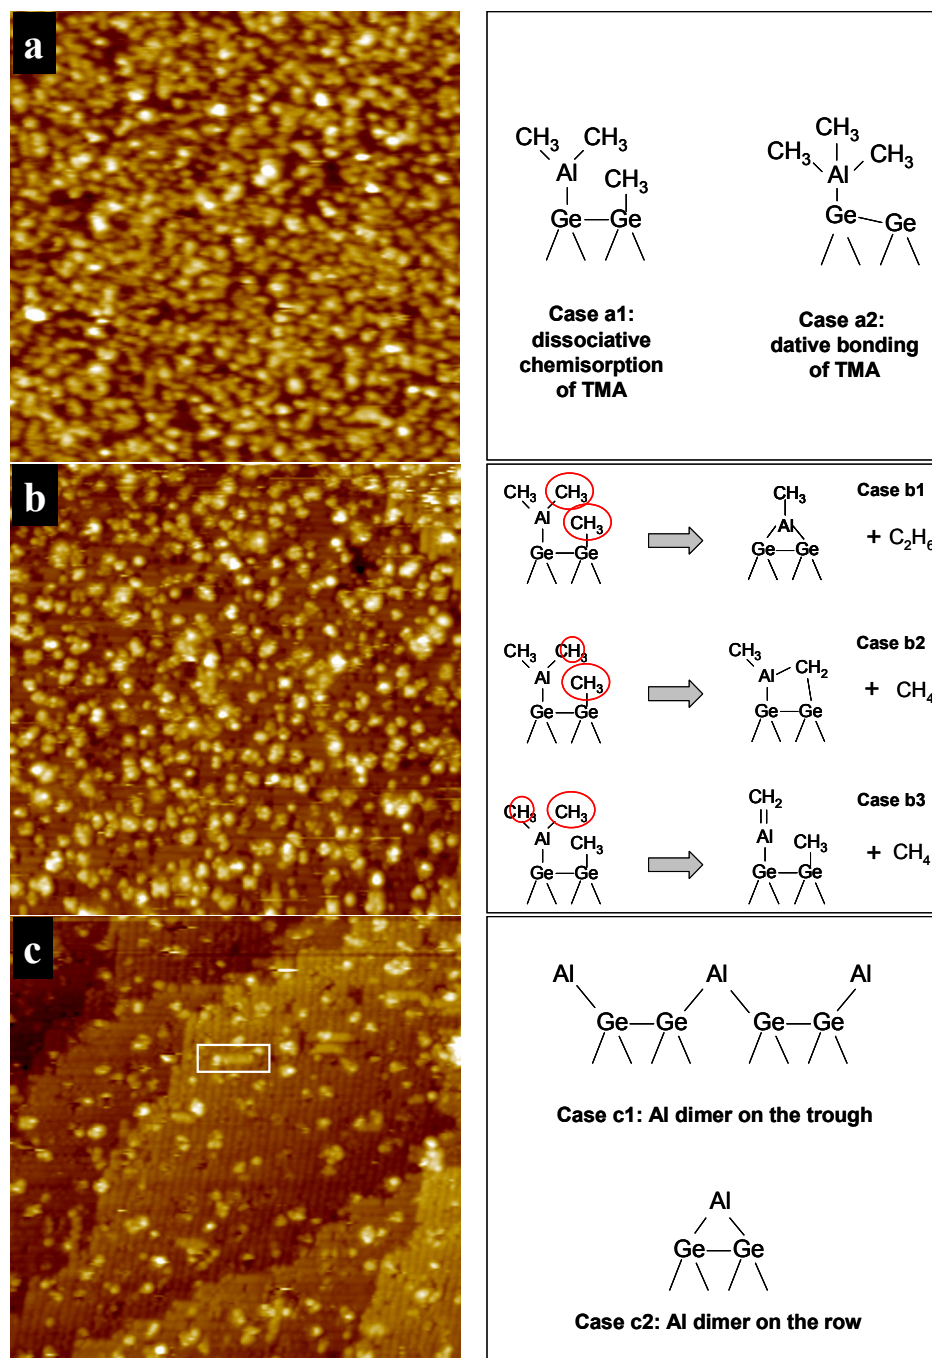 a
CH3 CH3
Al CH3
Ge Ge
Case a1:
dissociative
chemisorption
of TMA
CH3
CH3 CH3
Al
Ge Ge
Case a2:
dative bonding
of TMA
b
CH3 CH3
Al CH3
Ge Ge
CH3
Al
Ge Ge
Case b1
+ C2H6
CH3 CH3
Al CH3
Ge Ge
CH3
Al CH2
Ge Ge
Case b2
+ CH4
CH3 CH3
Al CH3
Ge Ge
CH2
Al CH3
Ge Ge
Case b3
+ CH4
c
Al Al Al
Ge Ge Ge Ge
Case c1: Al dimer on the trough
Al
Ge Ge
Case c2: Al dimer on the row